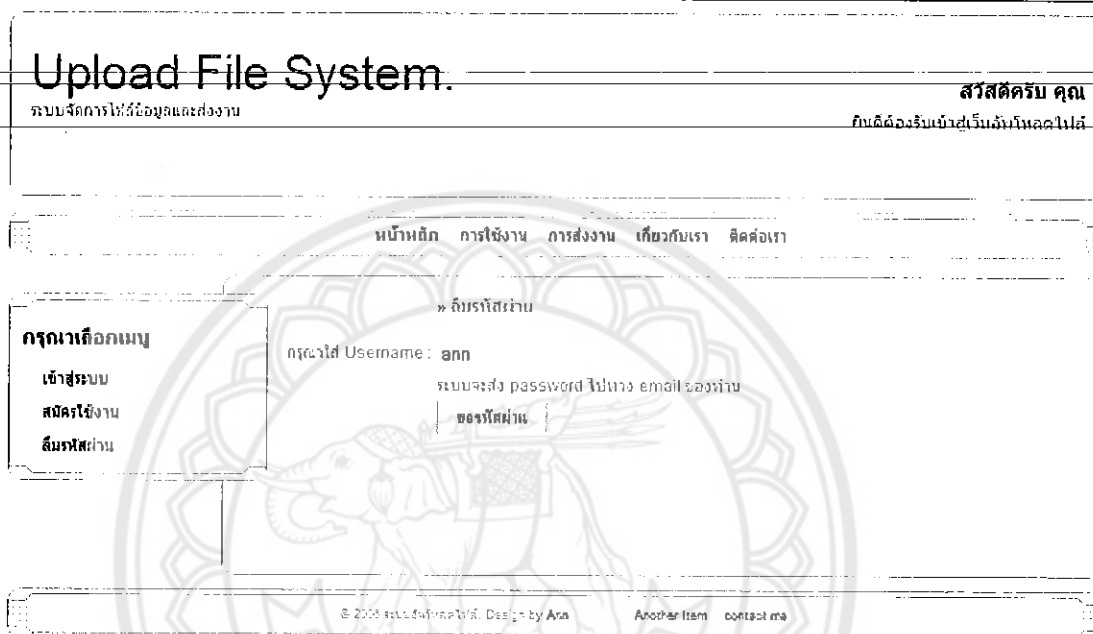 Upload File System.
ระบบจัดการไฟล์ข้อมูลและส่งงาน
สวัสดีครับ คุณ
ยินดีต้อนรับเข้าสู่เว็บอัพโหลดไฟล์
หน้าหลัก การใช้งาน การส่งงาน เกี่ยวกับเรา ติดต่อเรา
กรุณาเลือกเมนู
เข้าสู่ระบบ
สมัครใช้งาน
ลืมรหัสผ่าน
» ลืมรหัสผ่าน
กรุณาใส่ Username : ann
ระบบจะส่ง password ไปทาง email ของท่าน
ขอรหัสผ่าน
Design by Ann Another Item contact me